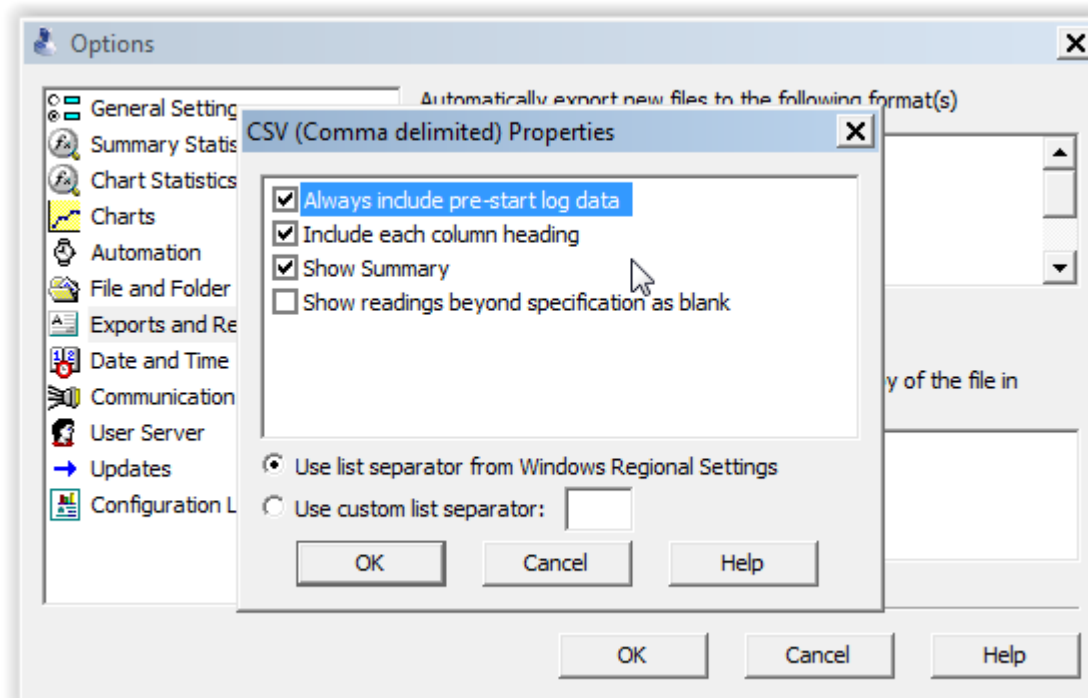 Options
General Setting
Summary Statis
Chart Statistics
Charts
Automation
File and Folder
Exports and Re
Date and Time
Communication
User Server
Updates
Configuration L
Automatically export new files to the following format(s)
CSV (Comma delimited) Properties
Always include pre-start log data
Include each column heading
Show Summary
Show readings beyond specification as blank
Use list separator from Windows Regional Settings
Use custom list separator:
OK Cancel Help
y of the file in
OK Cancel Help